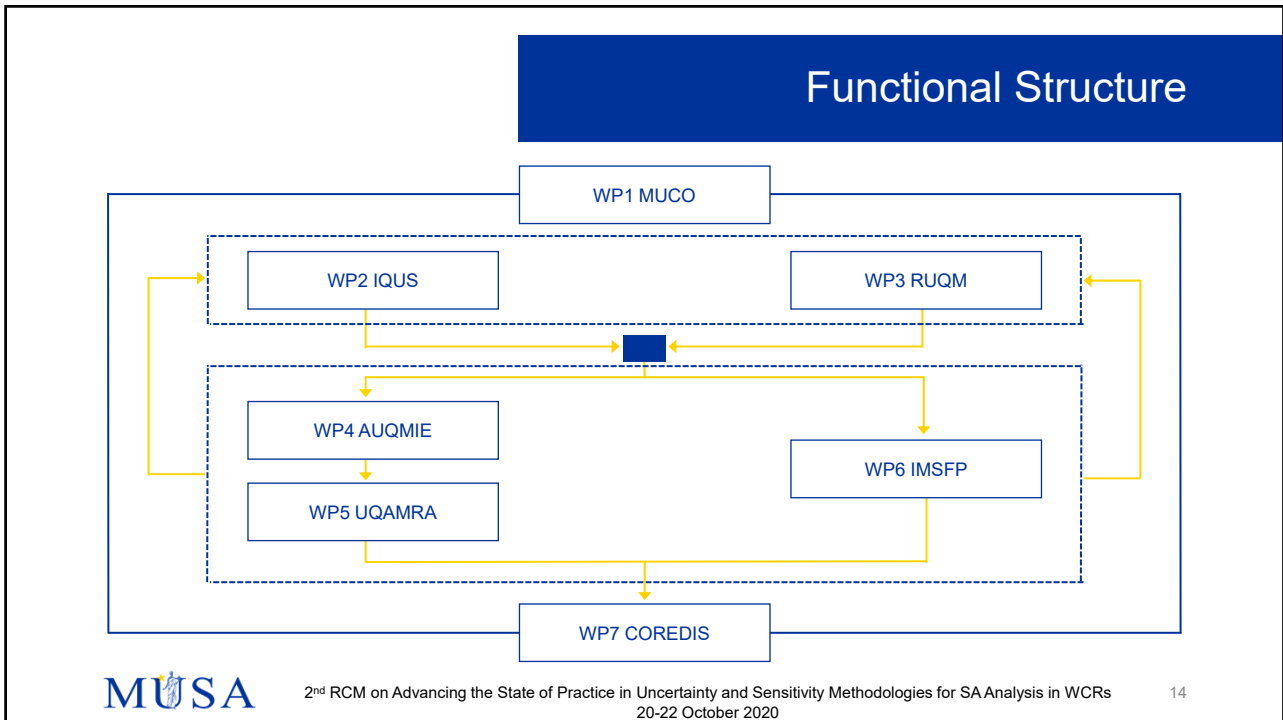 Functional Structure
WP1 MUCO
WP2 IQUS
WP3 RUQM
WP4 AUQMIE
WP6 IMSFP
WP5 UQAMRA
WP7 COREDIS
MUSA
2nd RCM on Advancing the State of Practice in Uncertainty and Sensitivity Methodologies for SA Analysis in WCRs
14
20-22 October 2020